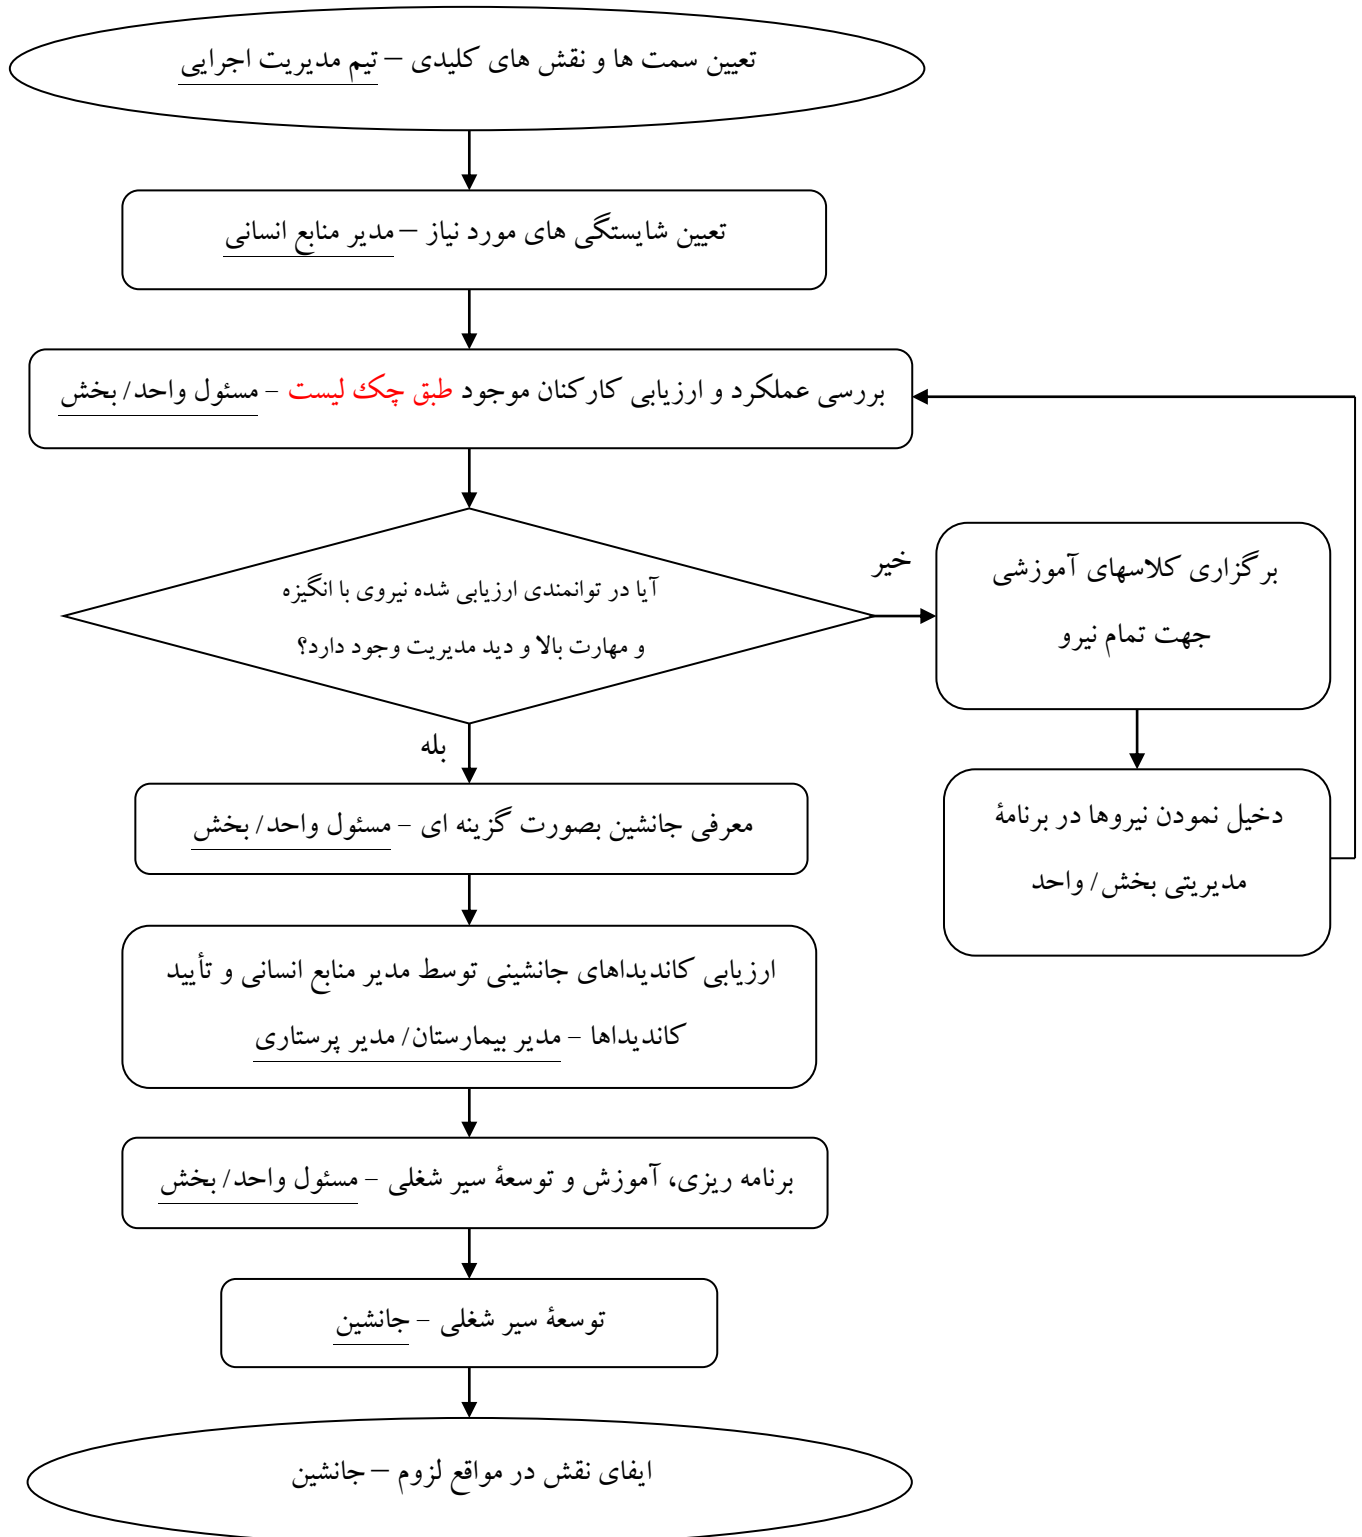 تعیین سمت ها و نقش های کلیدی – تیم مدیریت اجرایی
تعیین شایستگی های مورد نیاز – مدیر منابع انسانی
بررسی عملکرد و ارزیابی کارکنان موجود طبق چک لیست – مسئول واحد/ بخش
آیا در توانمندی ارزیابی شده نیروی با انگیزه
و مهارت بالا و دید مدیریت وجود دارد؟
خیر
برگزاری کلاسهای آموزشی
جهت تمام نیرو
دخیل نمودن نیروها در برنامۀ
مدیریتی بخش/ واحد
بله
معرفی جانشین بصورت گزینه ای – مسئول واحد/ بخش
ارزیابی کاندیداهای جانشینی توسط مدیر منابع انسانی و تأیید
کاندیداها – مدیر بیمارستان/ مدیر پرستاری
برنامه ریزی، آموزش و توسعۀ سیر شغلی – مسئول واحد/ بخش
توسعۀ سیر شغلی – جانشین
ایفای نقش در مواقع لزوم – جانشین